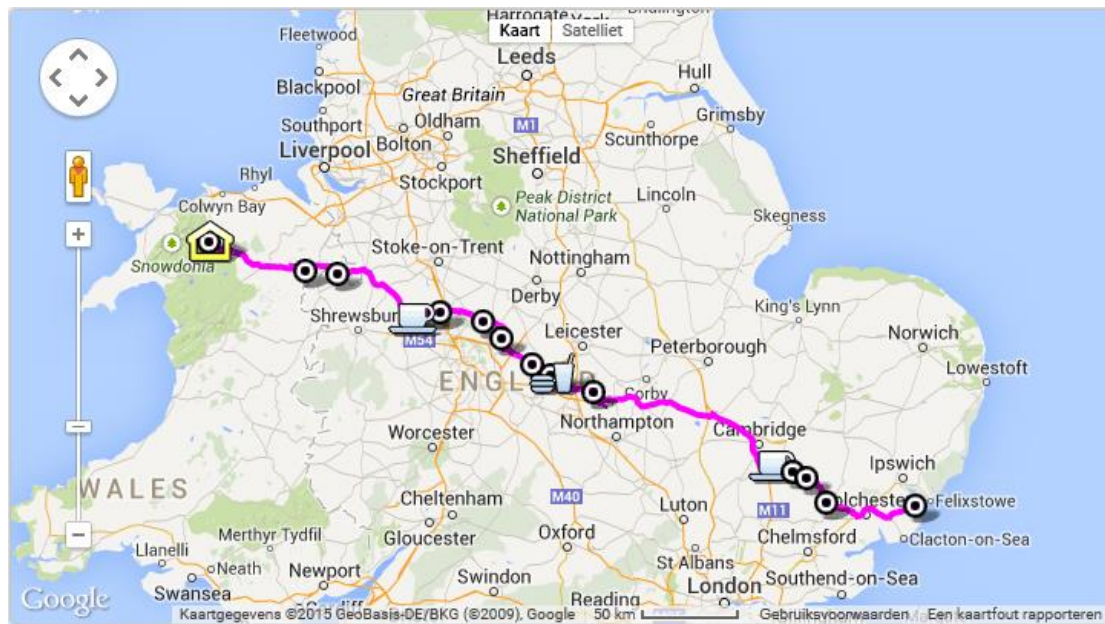 Harrogate
Kaart
Satelliet
Fleetwood
Leeds
Hull
Blackpool
Great Britain
Grimsby
Southport
Oldham
M1
Scunthorpe
Bolton
Liverpool
Sheffield
Stockport
Rhyl
Lincoln
Colwyn Bay
Peak District
National Park
Skegness
Stoke-on-Trent
Nottingham
Snowdonia
Derby
King's Lynn
Shrewsbur
Norwich
Leicester
M54
Peterborough
Lowestoft
ENGL
Corby
Northampton
Worcester
Cambridge
Ipswich
WALES
Cheltenham
M40
Luton
M11
olchester
Felixstowe
Gloucester
Oxford
Chelmsford
Merthyr Tydfil
Clacton-on-Sea
Llanelli
St Albans
Neath
Newport
Swindon
London
Southend-on-Sea
Swansea
Reading
Google
Kaartgegevens ©2015 GeoBasis-DE/BKG (©2009), Google
50 km
Gebruiksvoorwaarden
Een kaartfout rapporteren